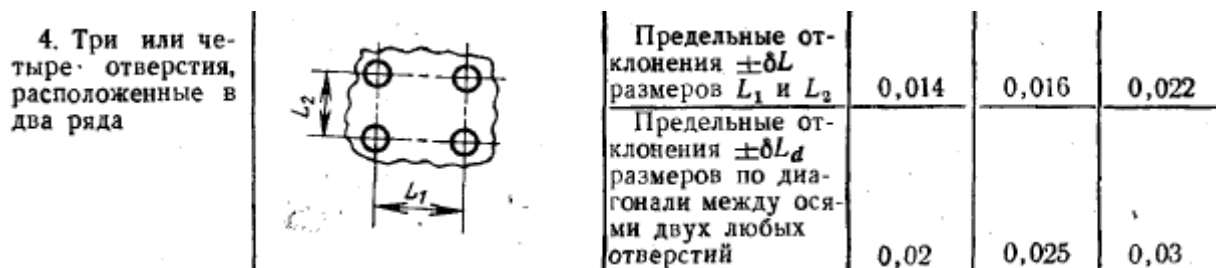 4. Три или че-
тыре отверстия,
расположенные в
два ряда
L2
L1
Предельные от-
клонения ±δL
размеров L1 и L2
0,014
0,016
0,022
Предельные от-
клонения ±δLd
размеров по диа-
гонали между ося-
ми двух любых
отверстий
0,02
0,025
0,03